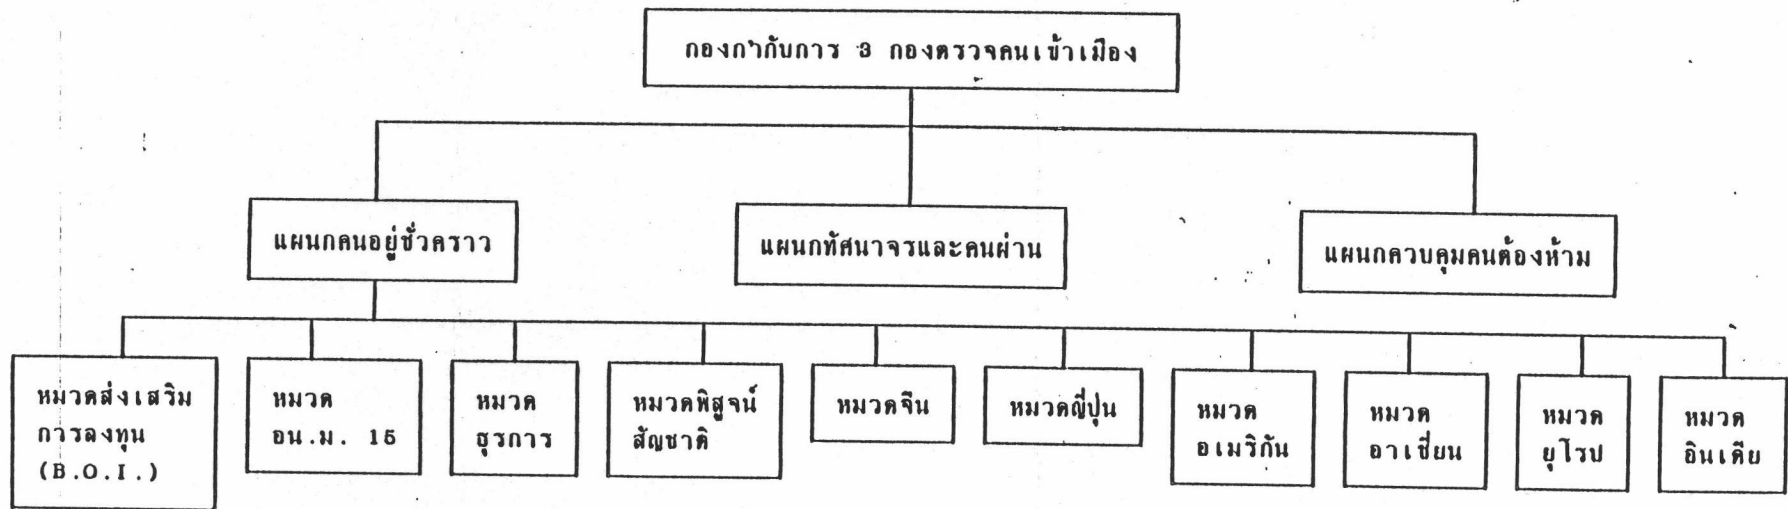 กองกำกับการ 3 กองตรวจคนเข้าเมือง
แผนกคนอยู่ชั่วคราว
แผนกทัศนาจรและคนผ่าน
แผนกควบคุมคนต้องห้าม
หมวดส่งเสริม
การลงทุน
(B.O.I.)
หมวด
อน.ม. 15
หมวด
ธุรการ
หมวดพิสูจน์
สัญชาติ
หมวดจีน
หมวดญี่ปุ่น
หมวด
อเมริกัน
หมวด
อาเชี่ยน
หมวด
ยุโรป
หมวด
อินเดีย